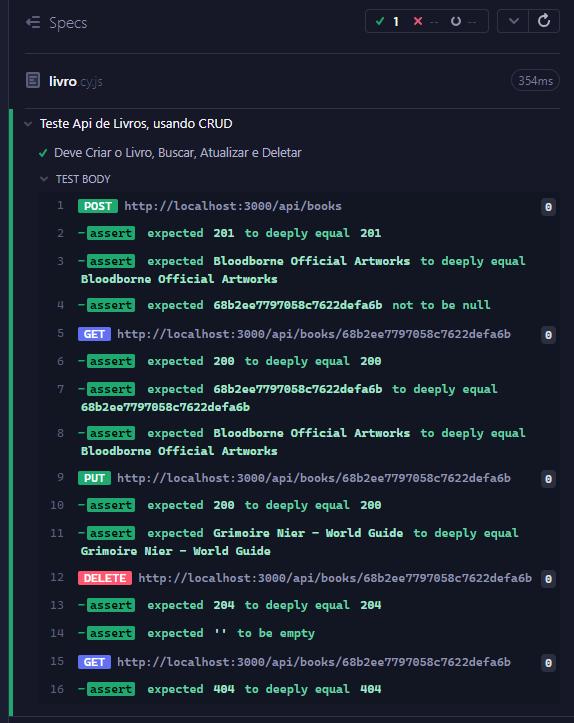 Specs
1 -- --
livro.cy.js 354ms
Teste Api de Livros, usando CRUD
Deve Criar o Livro, Buscar, Atualizar e Deletar
TEST BODY
1 POST http://localhost:3000/api/books 0
2 -assert expected 201 to deeply equal 201
3 -assert expected Bloodborne Official Artworks to deeply equal
Bloodborne Official Artworks
4 -assert expected 68b2ee7797058c7622defa6b not to be null
5 GET http://localhost:3000/api/books/68b2ee7797058c7622defa6b 0
6 -assert expected 200 to deeply equal 200
7 -assert expected 68b2ee7797058c7622defa6b to deeply equal
68b2ee7797058c7622defa6b
8 -assert expected Bloodborne Official Artworks to deeply equal
Bloodborne Official Artworks
9 PUT http://localhost:3000/api/books/68b2ee7797058c7622defa6b 0
10 -assert expected 200 to deeply equal 200
11 -assert expected Grimoire Nier - World Guide to deeply equal
Grimoire Nier - World Guide
12 DELETE http://localhost:3000/api/books/68b2ee7797058c7622defa6b 0
13 -assert expected 204 to deeply equal 204
14 -assert expected '' to be empty
15 GET http://localhost:3000/api/books/68b2ee7797058c7622defa6b 0
16 -assert expected 404 to deeply equal 404